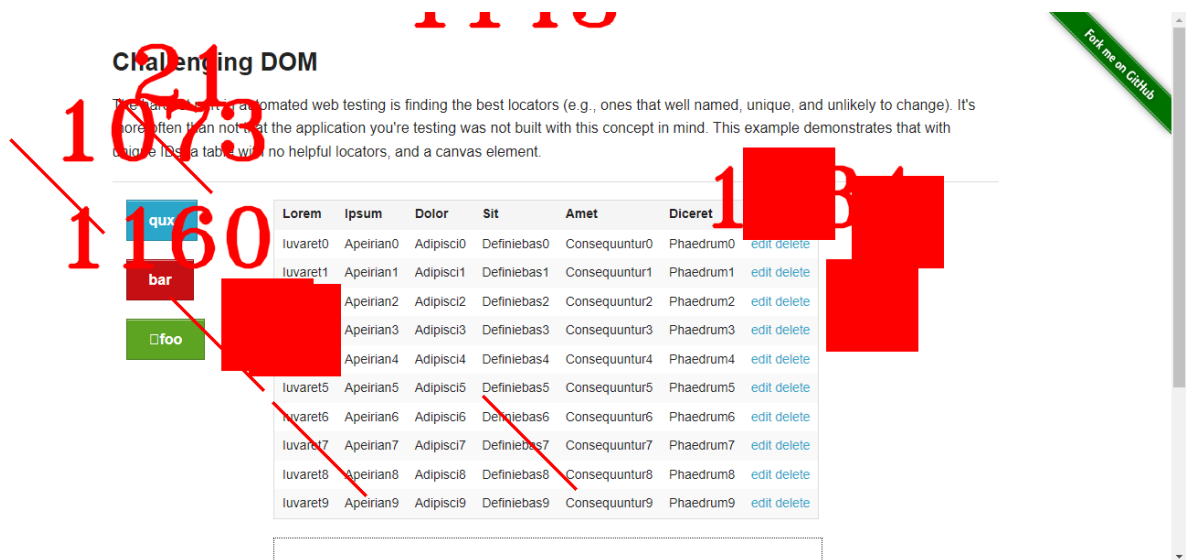 Fork me on GitHub
21
Challenging DOM
The hardest part in automated web testing is finding the best locators (e.g., ones that well named, unique, and unlikely to change). It's
more often than not that the application you're testing was not built with this concept in mind. This example demonstrates that with
unique IDs, a table with no helpful locators, and a canvas element.
1073
qux
1160
bar
foo
Lorem Ipsum Dolor Sit Amet Diceret
Iuvaret0 Apeirian0 Adipisci0 Definiebas0 Consequuntur0 Phaedrum0 edit delete
Iuvaret1 Apeirian1 Adipisci1 Definiebas1 Consequuntur1 Phaedrum1 edit delete
Apeirian2 Adipisci2 Definiebas2 Consequuntur2 Phaedrum2 edit delete
Apeirian3 Adipisci3 Definiebas3 Consequuntur3 Phaedrum3 edit delete
Apeirian4 Adipisci4 Definiebas4 Consequuntur4 Phaedrum4 edit delete
Iuvaret5 Apeirian5 Adipisci5 Definiebas5 Consequuntur5 Phaedrum5 edit delete
Iuvaret6 Apeirian6 Adipisci6 Definiebas6 Consequuntur6 Phaedrum6 edit delete
Iuvaret7 Apeirian7 Adipisci7 Definiebas7 Consequuntur7 Phaedrum7 edit delete
Iuvaret8 Apeirian8 Adipisci8 Definiebas8 Consequuntur8 Phaedrum8 edit delete
Iuvaret9 Apeirian9 Adipisci9 Definiebas9 Consequuntur9 Phaedrum9 edit delete